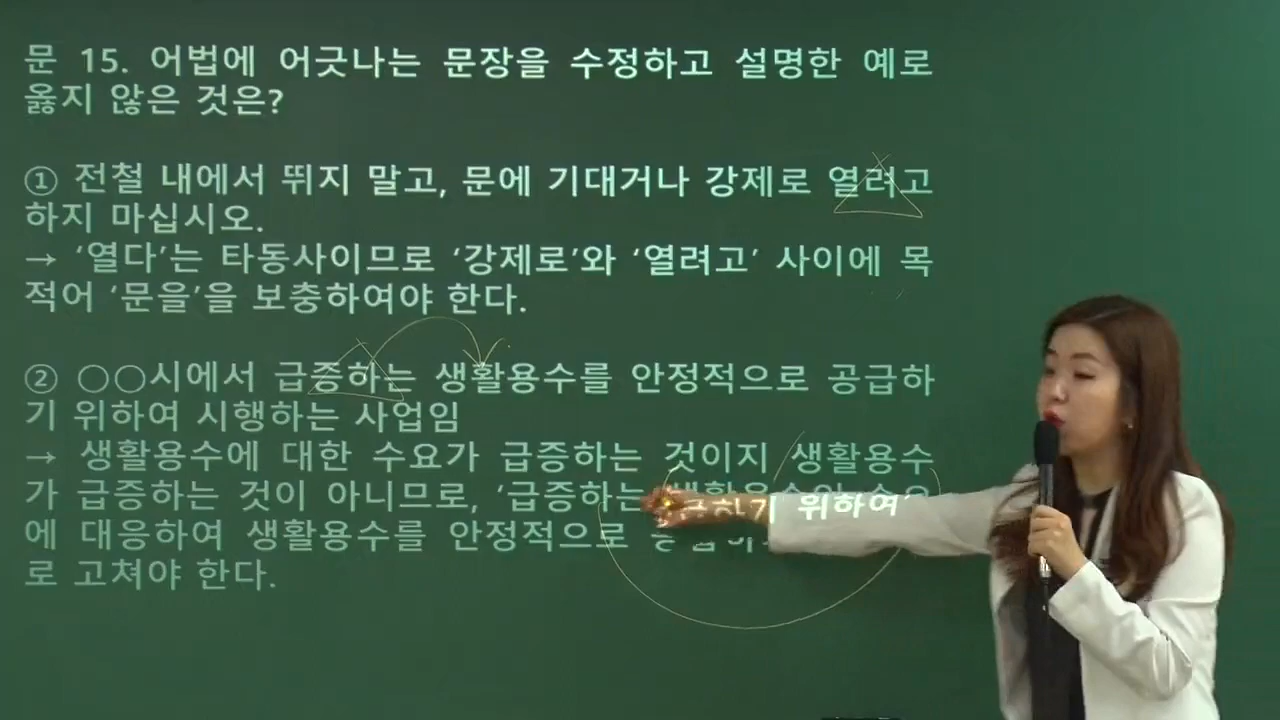 문 15. 어법에 어긋나는 문장을 수정하고 설명한 예로
옳지 않은 것은?
① 전철 내에서 뛰지 말고, 문에 기대거나 강제로 열려고
하지 마십시오.
→ ‘열다’는 타동사이므로 ‘강제로’와 ‘열려고’ 사이에 목
적어 ‘문을’을 보충하여야 한다.
② ○○시에서 급증하는 생활용수를 안정적으로 공급하
기 위하여 시행하는 사업임
→ 생활용수에 대한 수요가 급증하는 것이지 생활용수
가 급증하는 것이 아니므로, ‘급증하는
에 대응하여 생활용수를 안정적으로 위하여’
로 고쳐야 한다.